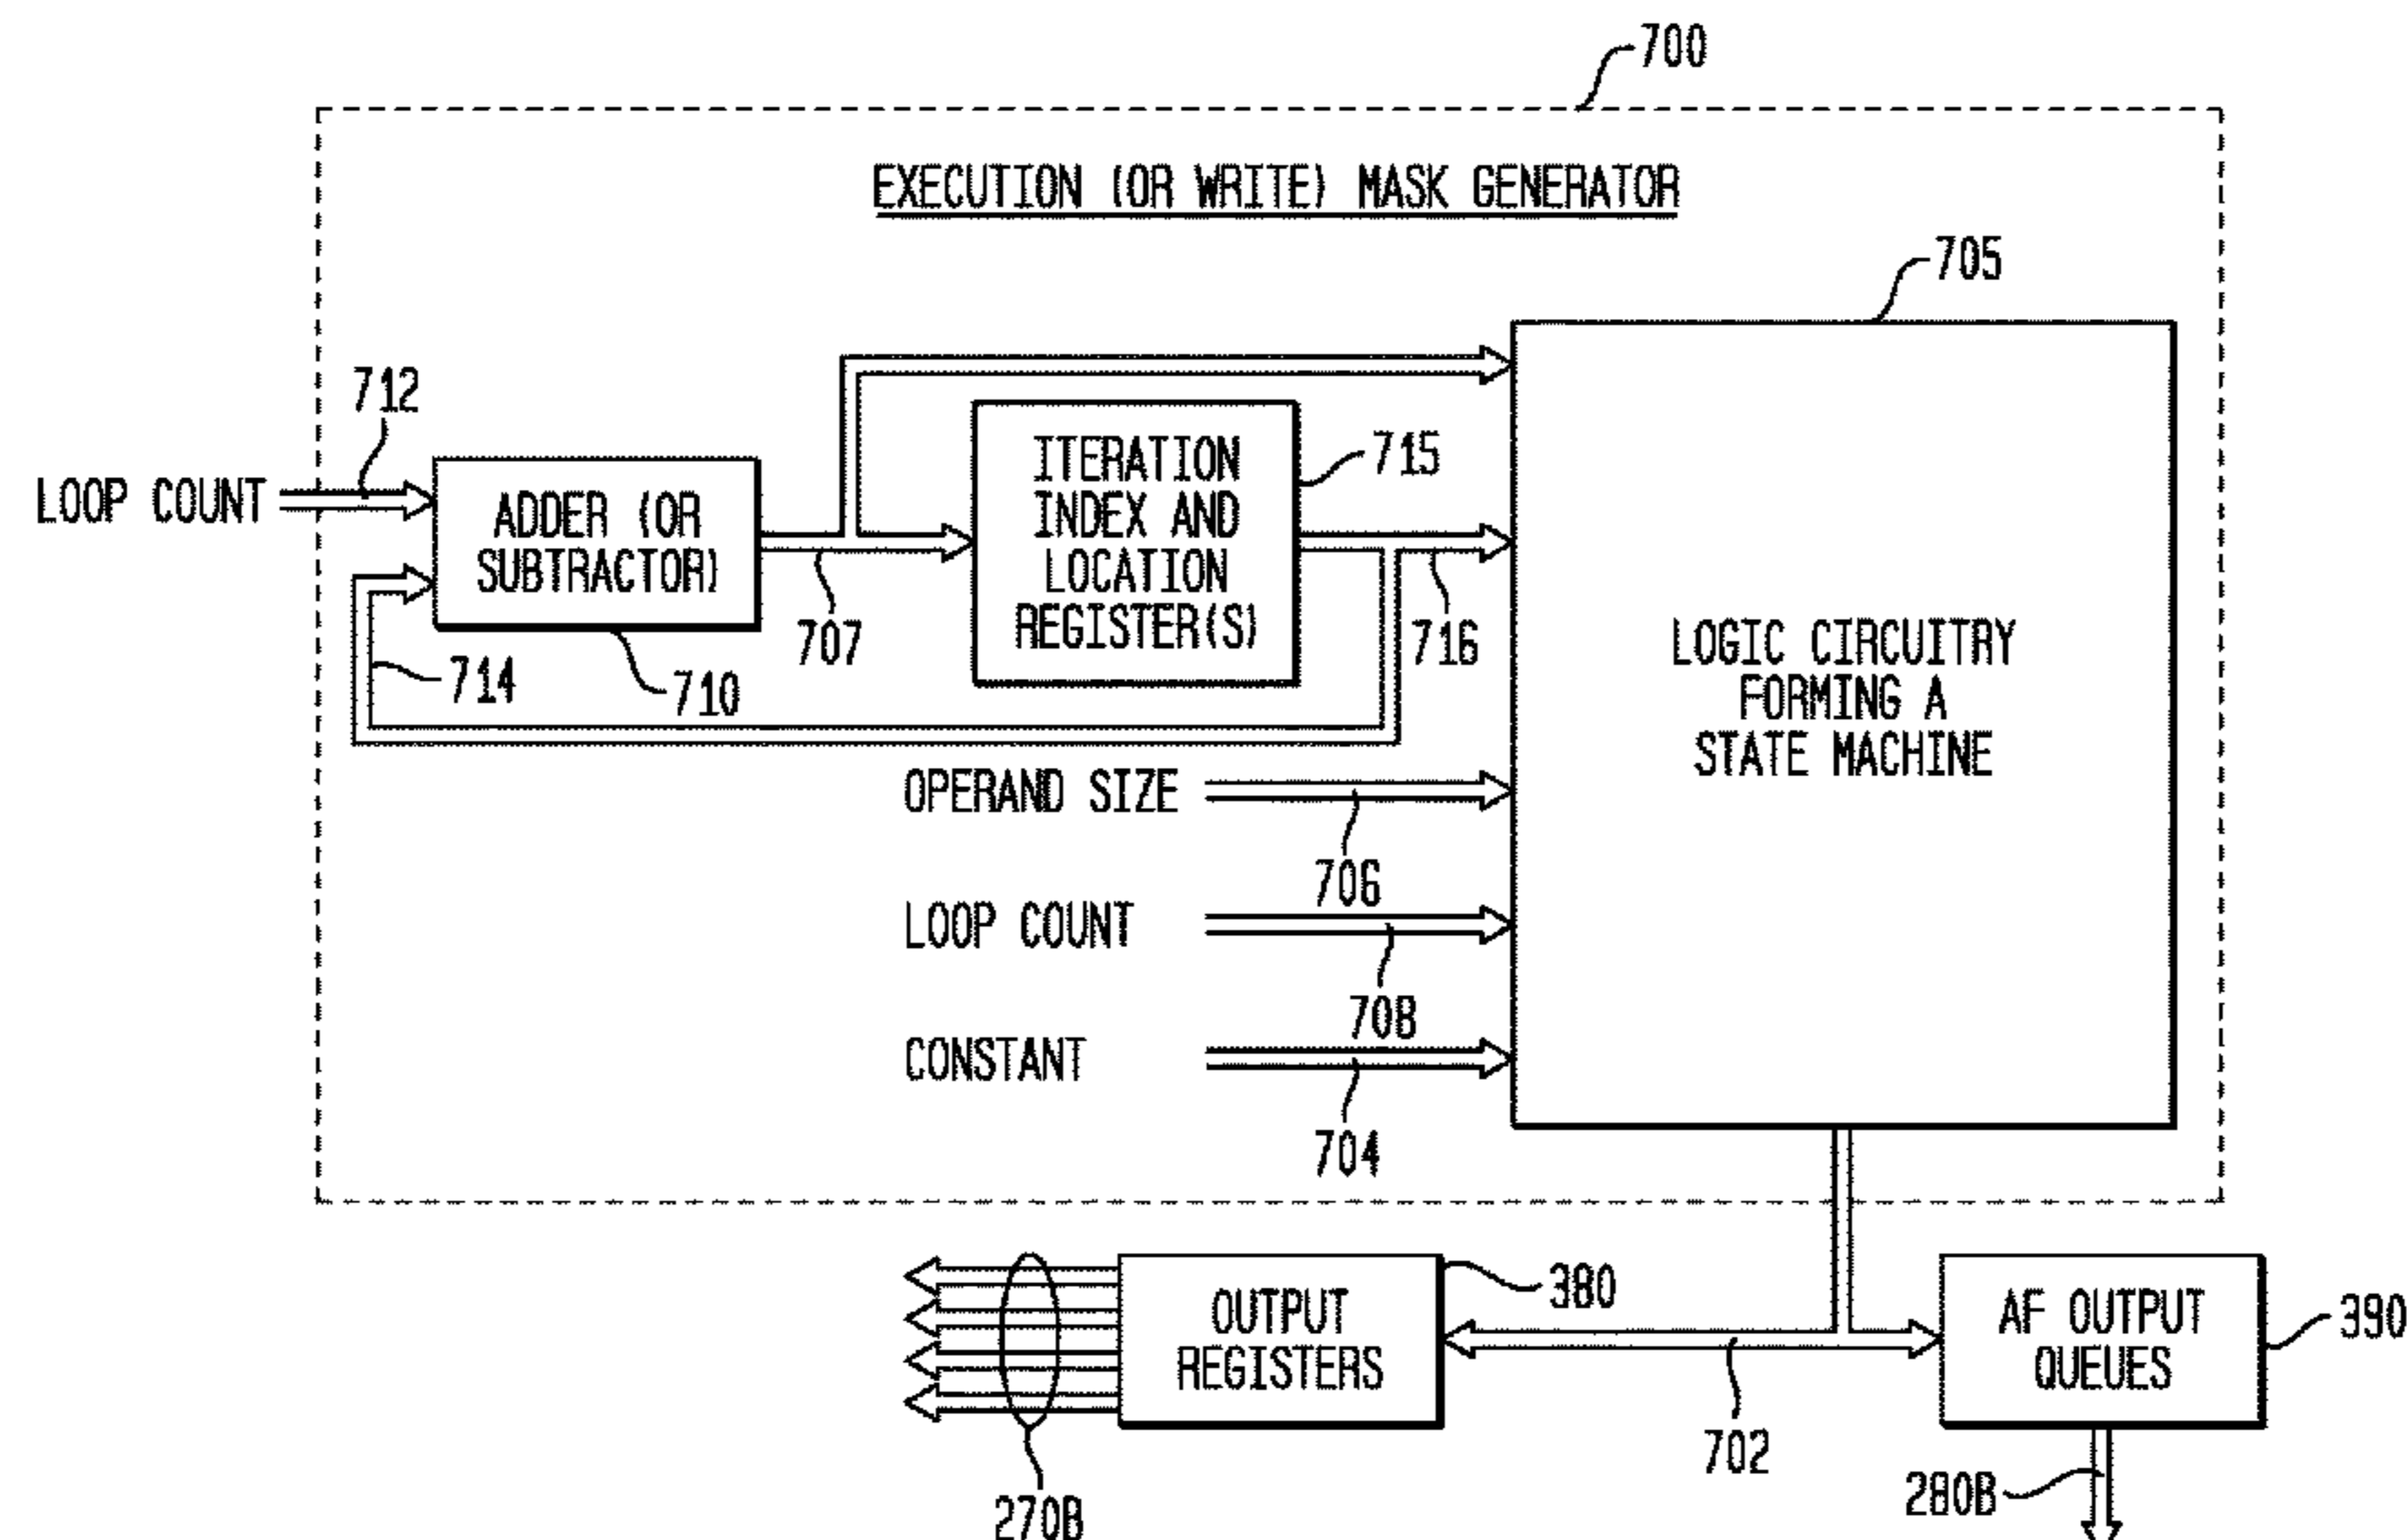 700
EXECUTION (OR WRITE) MASK GENERATOR
705
712
LOOP COUNT
ADDER (OR
SUBTRACTOR)
ITERATION
INDEX AND
LOCATION
REGISTER(S)
715
707
716
714
710
LOGIC CIRCUITRY
FORMING A
STATE MACHINE
OPERAND SIZE
706
LOOP COUNT
708
CONSTANT
704
OUTPUT
REGISTERS
380
AF OUTPUT
QUEUES
390
702
270B
280B